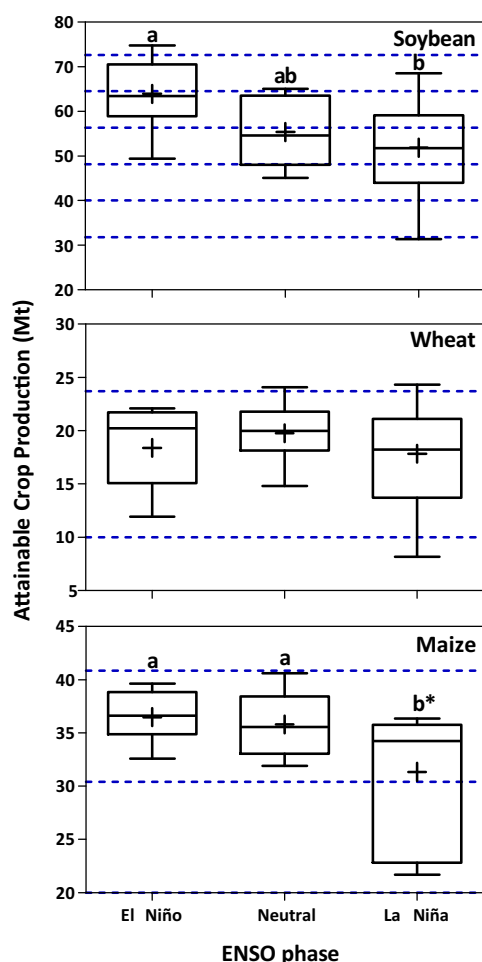 Attainable Crop Production (Mt)
80
70
60
50
40
30
20
Soybean
a
ab
b
30
25
20
15
10
5
Wheat
45
40
35
30
25
20
Maize
a
a
b*
El Niño Neutral La Niña
ENSO phase